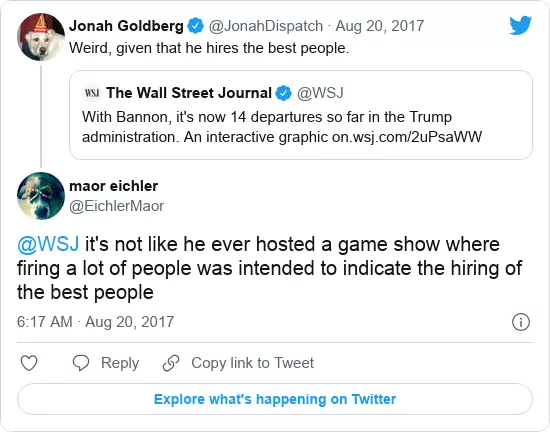 Jonah Goldberg @JonahDispatch · Aug 20, 2017
Weird, given that he hires the best people.
WSJ The Wall Street Journal @WSJ
With Bannon, it's now 14 departures so far in the Trump
administration. An interactive graphic on.wsj.com/2uPsaWW
maor eichler
@EichlerMaor
@WSJ it's not like he ever hosted a game show where
firing a lot of people was intended to indicate the hiring of
the best people
6:17 AM · Aug 20, 2017
Reply Copy link to Tweet
Explore what's happening on Twitter